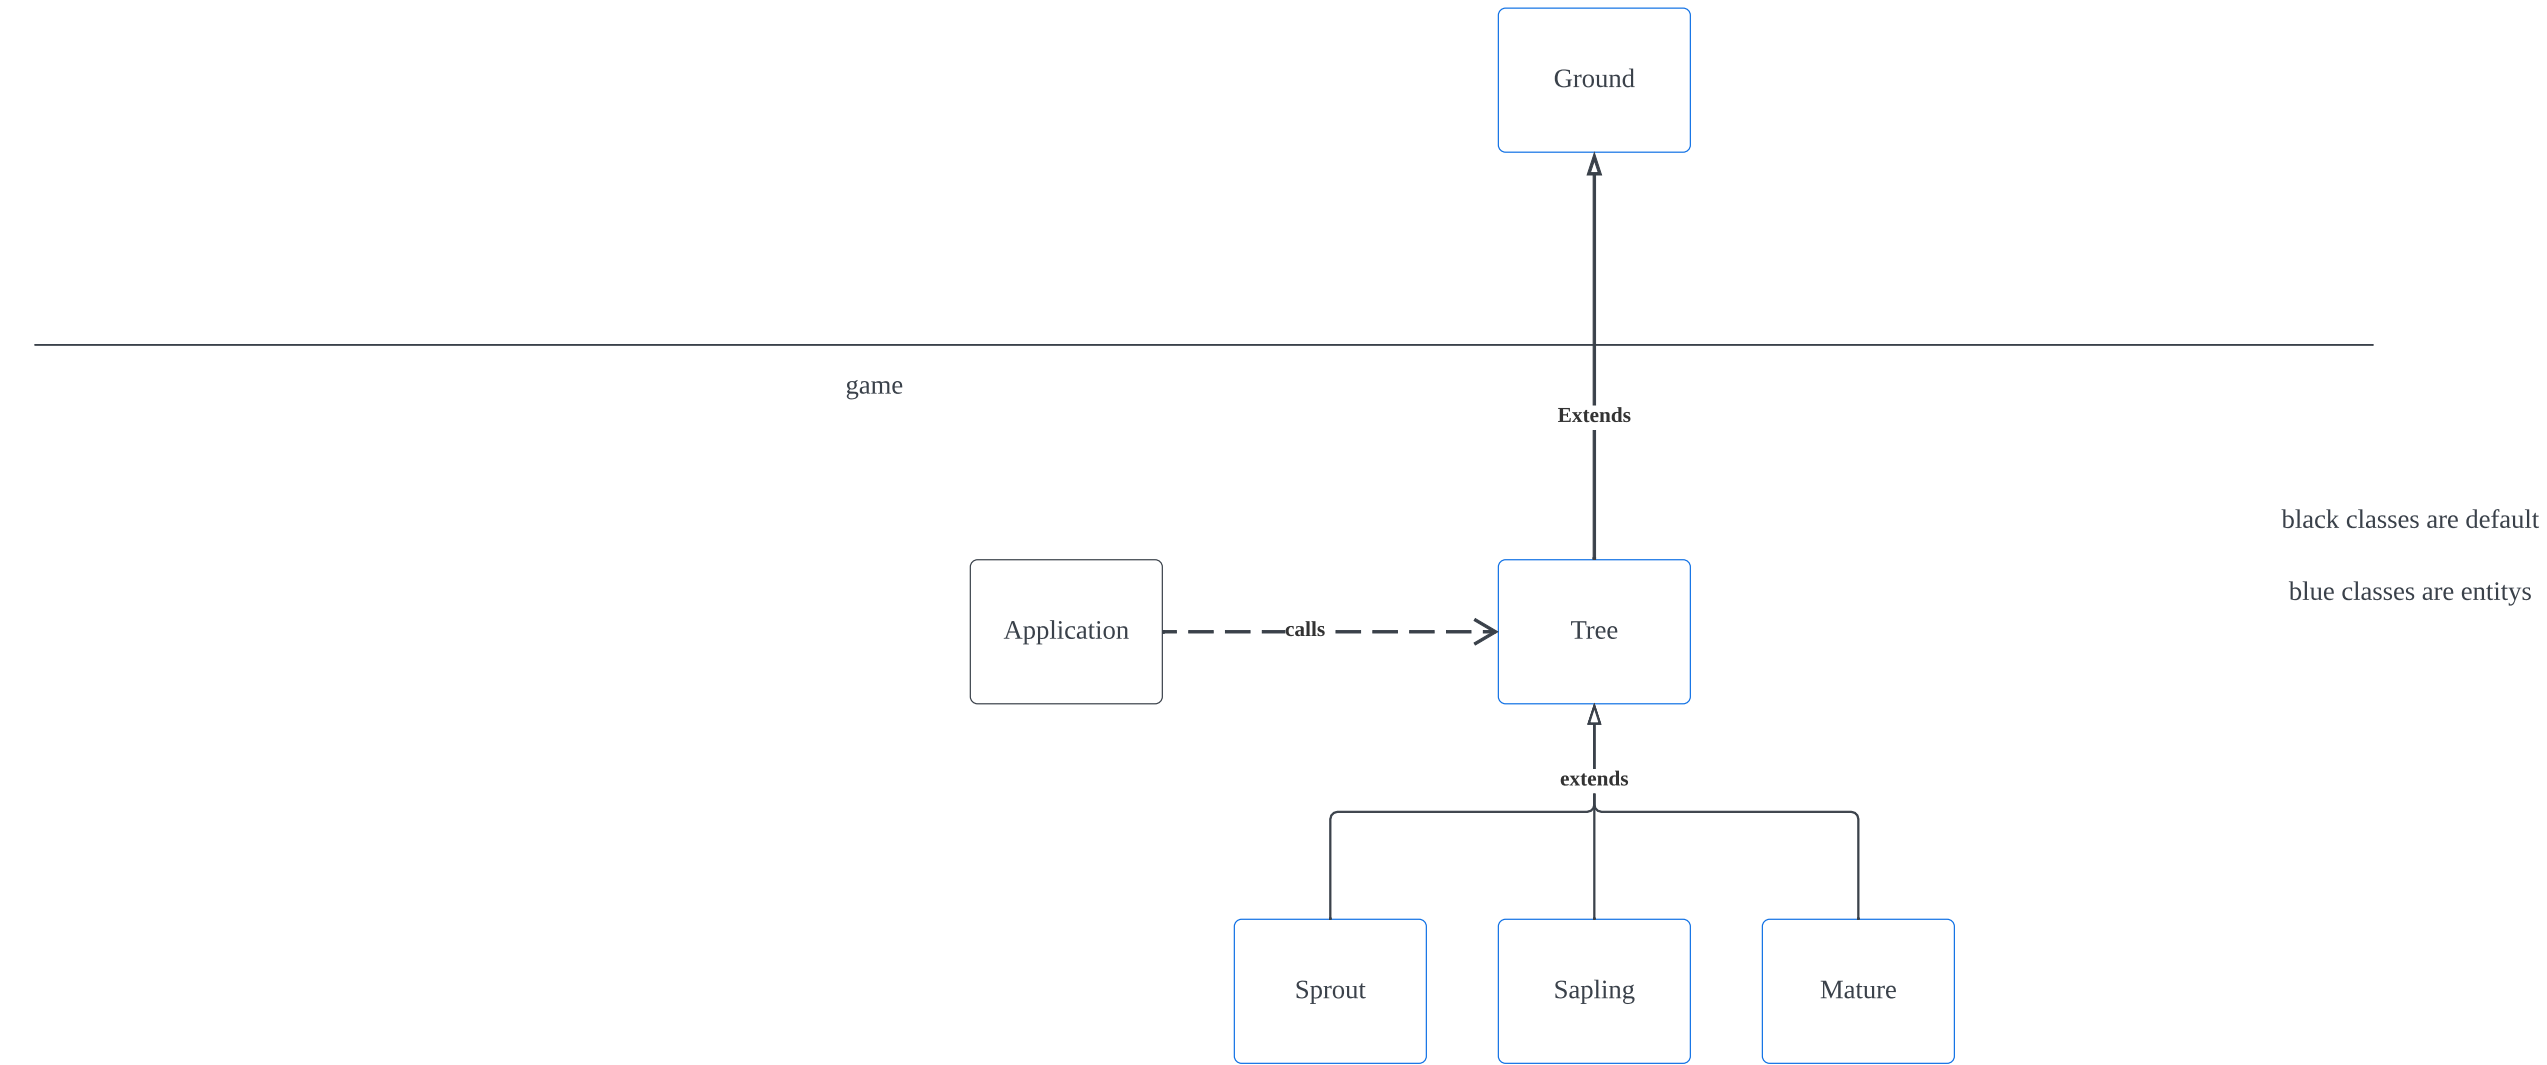 Ground
game
Extends
black classes are default
blue classes are entitys
Application
calls
Tree
extends
Sprout
Sapling
Mature